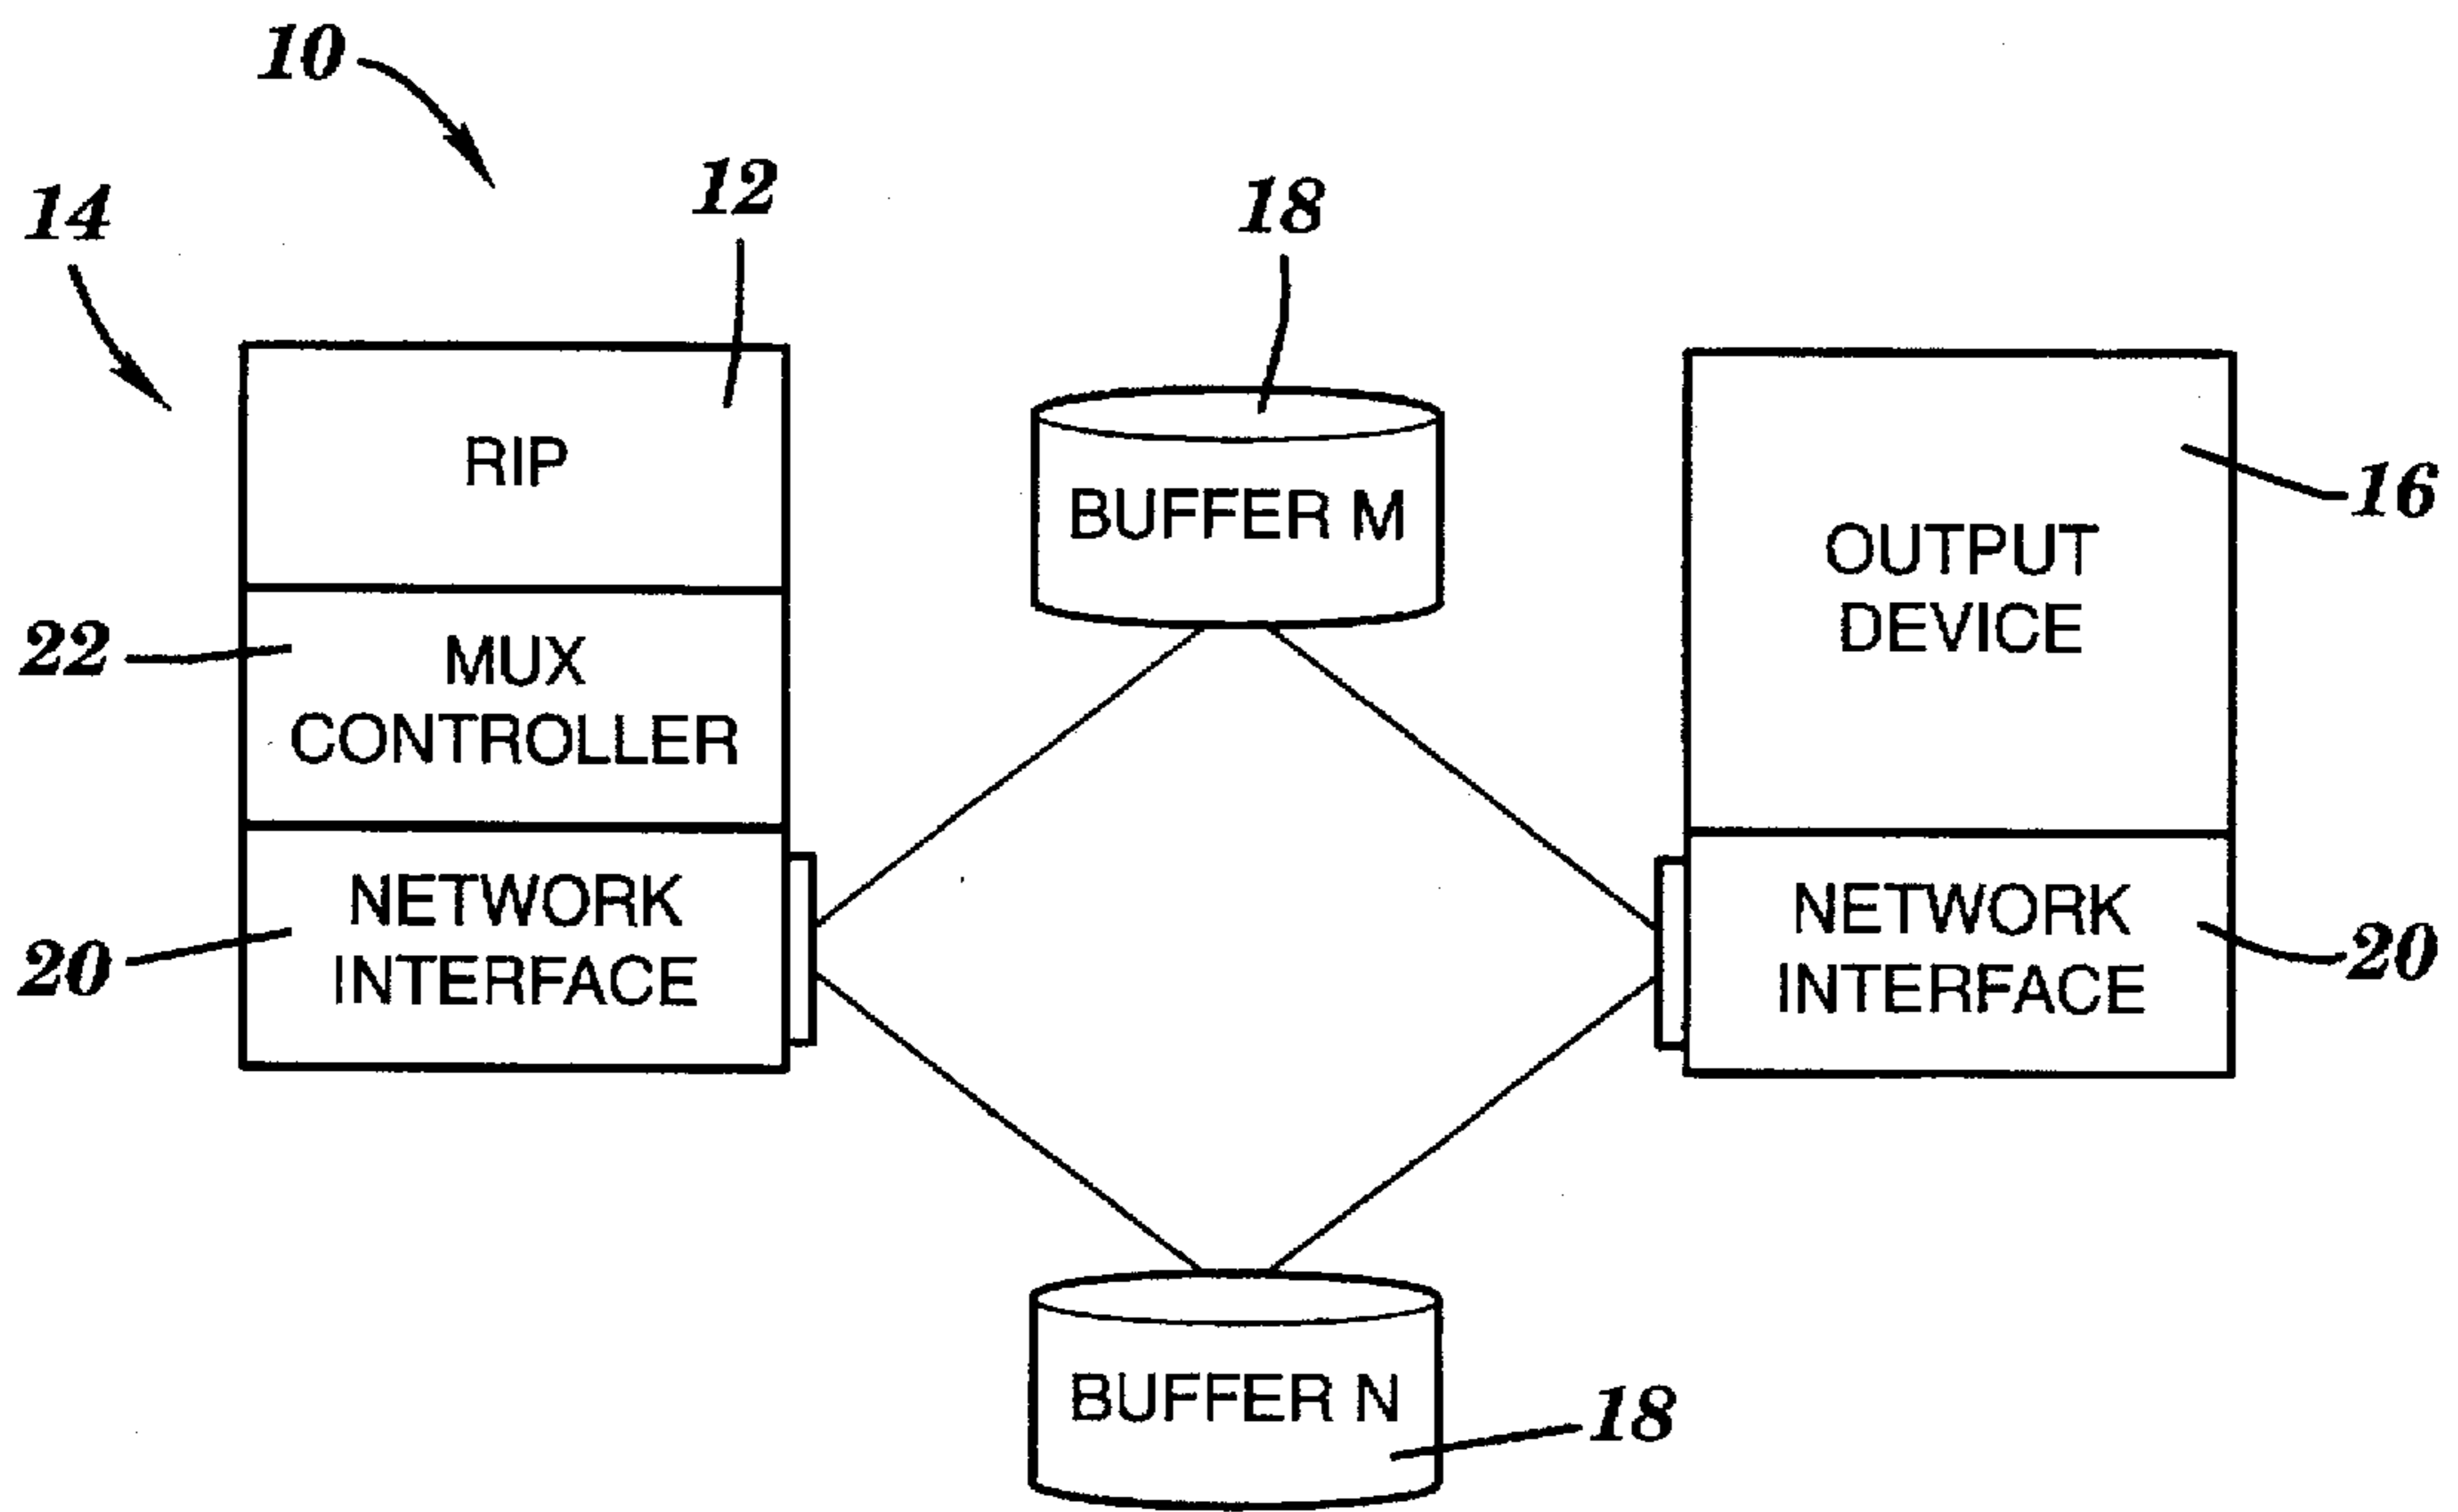 10
14
12
18
RIP
BUFFER M
16
OUTPUT
DEVICE
22
MUX
CONTROLLER
20
NETWORK
INTERFACE
NETWORK
INTERFACE
20
BUFFER N
18